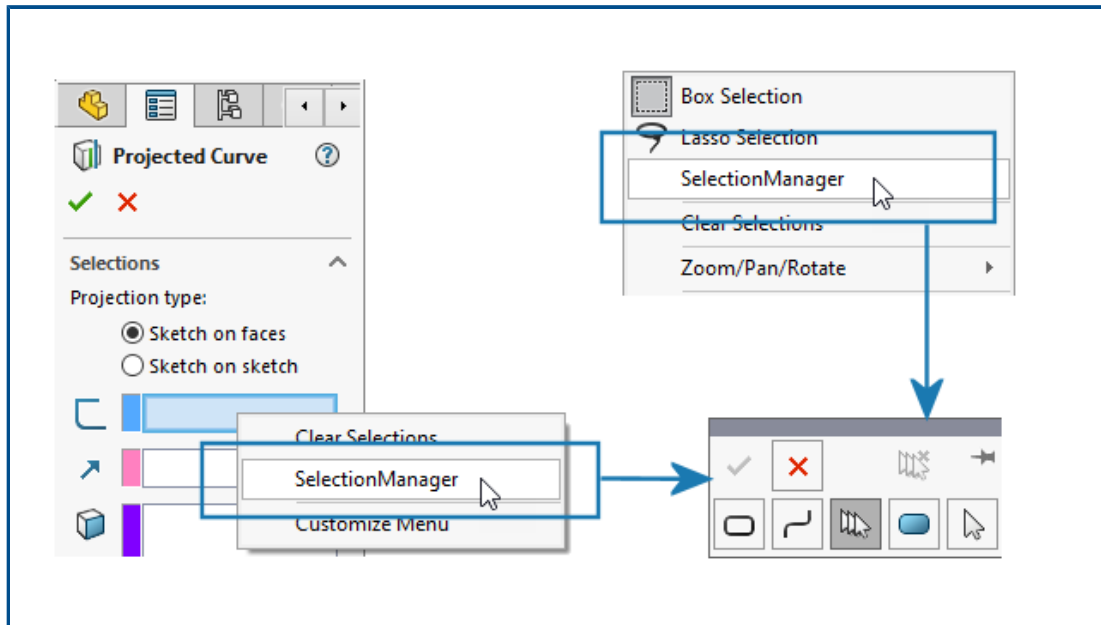 Projected Curve
Selections
Projection type:
Sketch on faces
Sketch on sketch
Clear Selections
SelectionManager
Customize Menu
Box Selection
Lasso Selection
SelectionManager
Clear Selections
Zoom/Pan/Rotate